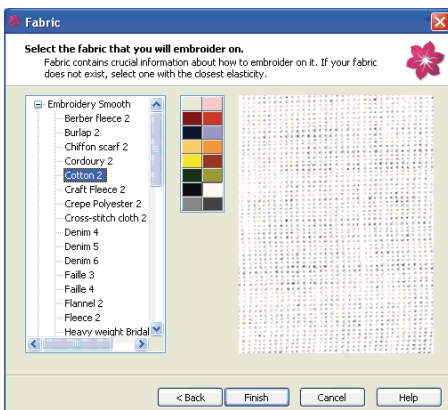 Fabric
Select the fabric that you will embroider on.
Fabric contains crucial information about how to embroider on it. If your fabric
does not exist, select one with the closest elasticity.
Embroidery Smooth
Berber fleece 2
Burlap 2
Chiffon scarf 2
Cordoury 2
Cotton 2
Craft Fleece 2
Crepe Polyester 2
Cross-stitch cloth 2
Denim 4
Denim 5
Denim 6
Faille 3
Faille 4
Flannel 2
Fleece 2
Heavy weight Bridal
< Back
Finish
Cancel
Help